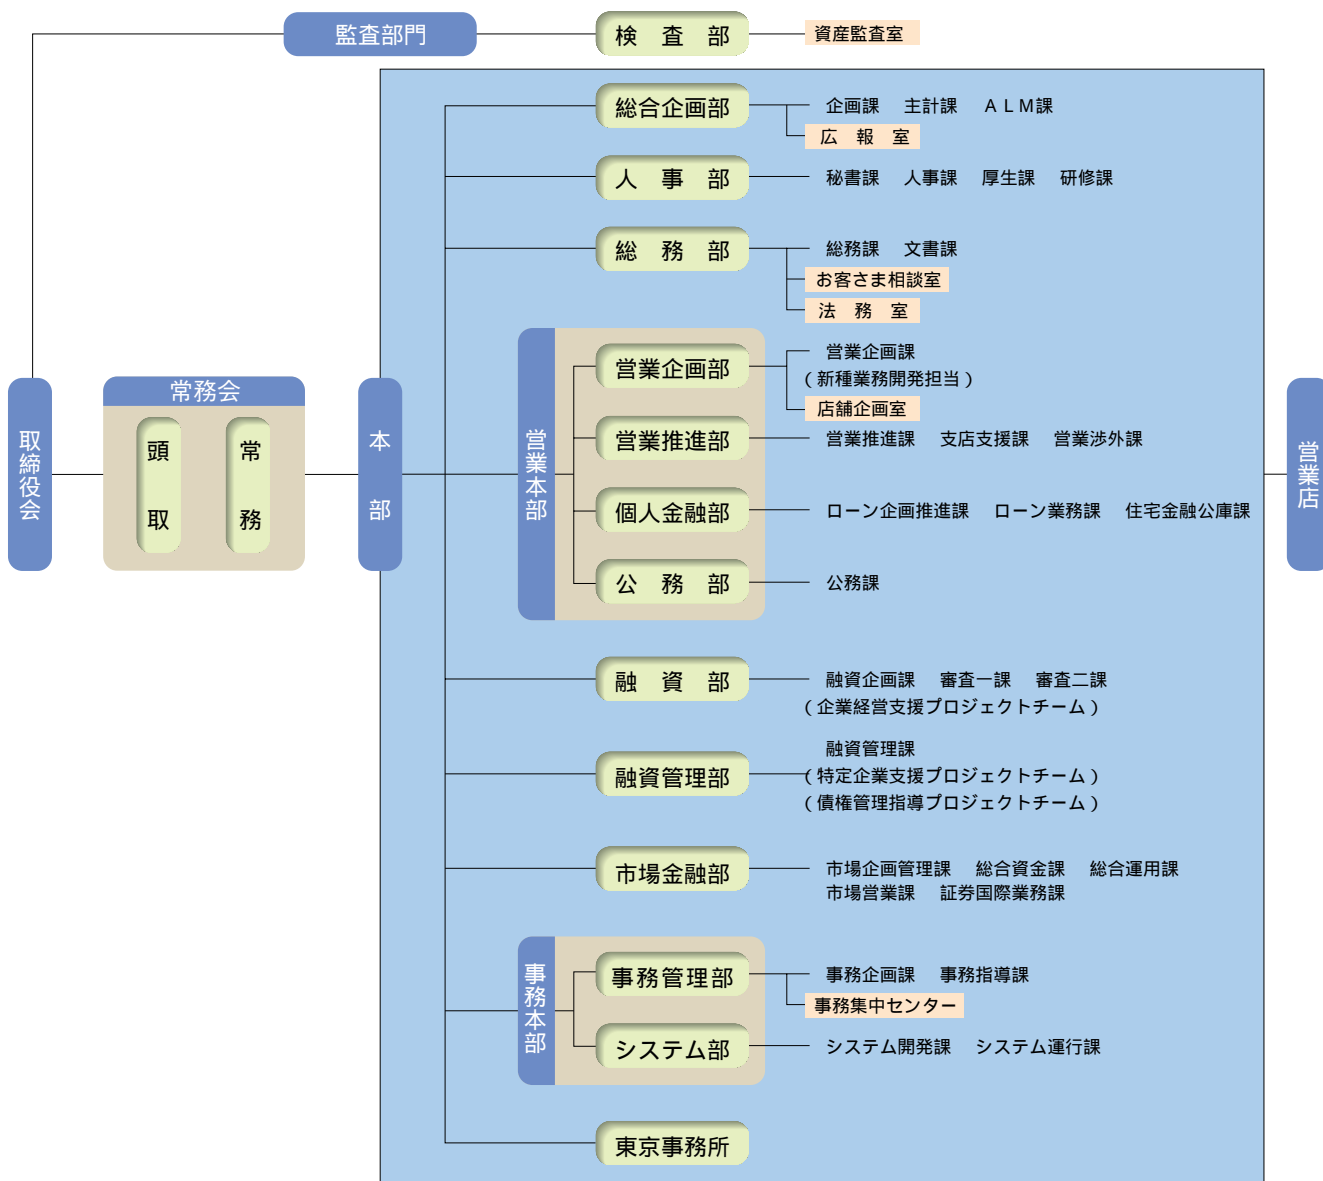 監査部門
検査部
資産監査室
総合企画部
企画課 主計課 ALM課
広報室
人事部
秘書課 人事課 厚生課 研修課
総務部
総務課 文書課
お客さま相談室
法務室
取締役会
常務会
頭取
常務
本部
営業本部
営業企画部
営業企画課
(新種業務開発担当)
店舗企画室
営業推進部
営業推進課 支店支援課 営業渉外課
個人金融部
ローン企画推進課 ローン業務課 住宅金融公庫課
公務部
公務課
営業店
融資部
融資企画課 審査一課 審査二課
(企業経営支援プロジェクトチーム)
融資管理部
融資管理課
(特定企業支援プロジェクトチーム)
(債権管理指導プロジェクトチーム)
市場金融部
市場企画管理課 総合資金課 総合運用課
市場営業課 証券国際業務課
事務本部
事務管理部
事務企画課 事務指導課
事務集中センター
システム部
システム開発課 システム運行課
東京事務所